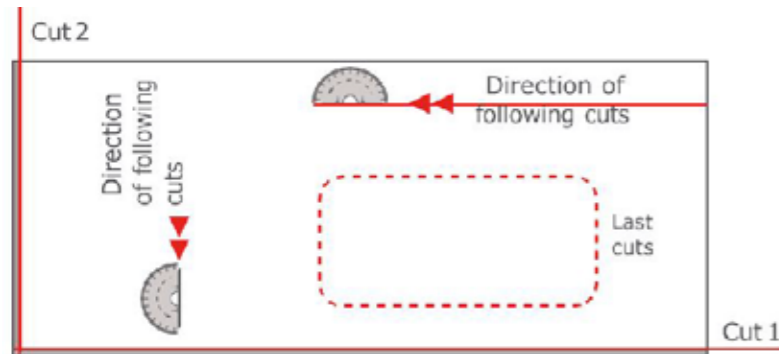 Cut 2
Direction
of following
cuts
Direction of
following cuts
Last
cuts
Cut 1